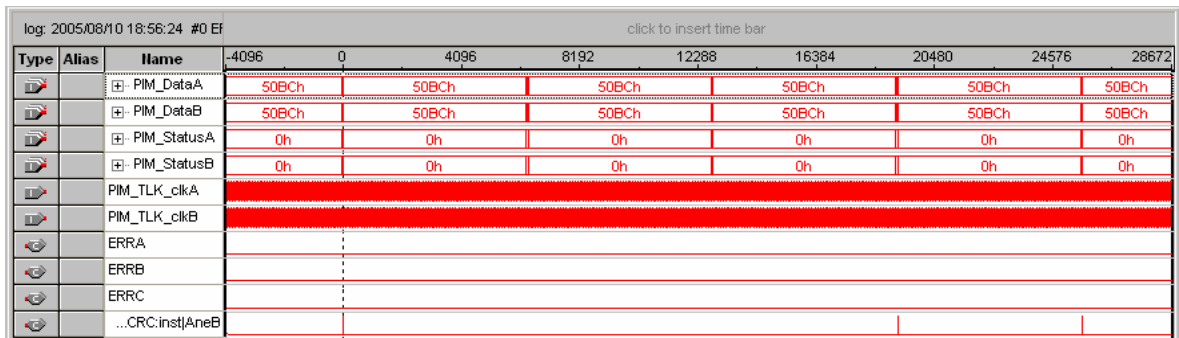 log: 2005/08/10 18:56:24 #0 click to insert time bar
Type Alias Name -4096 0 4096 8192 12288 16384 20480 24576 28672
PIM_DataA 50BCh 50BCh 50BCh 50BCh 50BCh 50BCh
PIM_DataB 50BCh 50BCh 50BCh 50BCh 50BCh 50BCh
PIM_StatusA 0h 0h 0h 0h 0h 0h
PIM_StatusB 0h 0h 0h 0h 0h 0h
PIM_TLK_clkA
PIM_TLK_clkB
ERRA
ERRB
ERRC
...CRC:inst|AneB